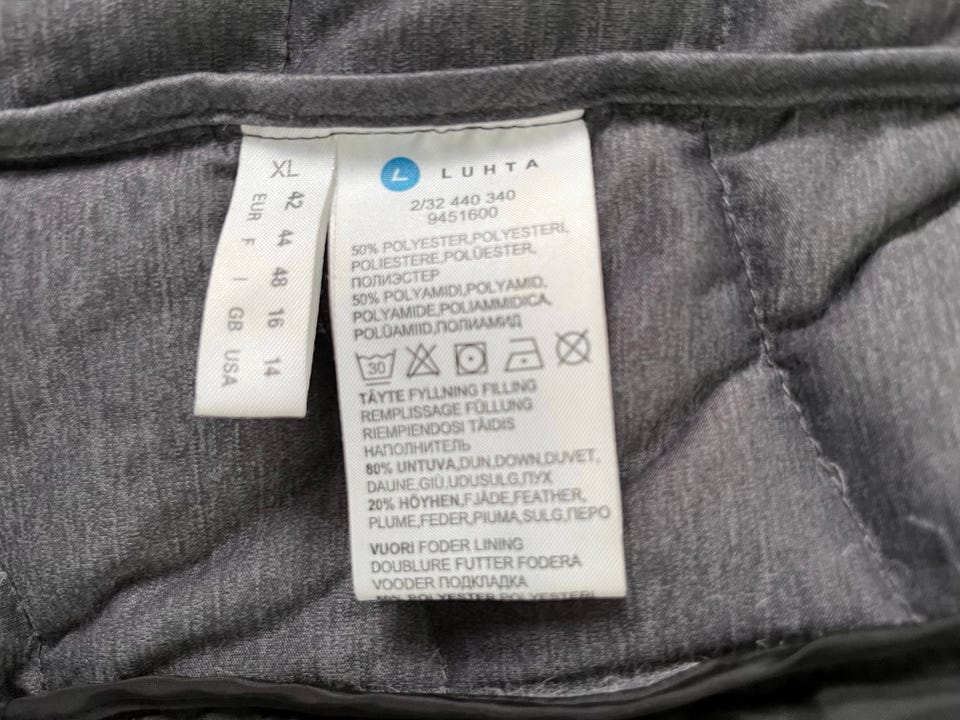 XL
42 44 48 16 14
EUR F I GB USA
L LUHTA
2/32 440 340
9451600
50% POLYESTER,POLYESTERI,
POLIESTERE,POLÜESTER,
ПОЛИЭСТЕР
50% POLYAMIDI,POLYAMID,
POLYAMIDE,POLIAMMIDICA,
POLÜAMIID,ПОЛИАМИД
30
TÄYTE FYLLNING FILLING
REMPLISSAGE FÜLLUNG
RIEMPIENDOSI TÄIDIS
НАПОЛНИТЕЛЬ
80% UNTUVA,DUN,DOWN,DUVET,
DAUNE,GIÙ,UDUSULG,ПУХ
20% HÖYHEN,FJÄDE,FEATHER,
PLUME,FEDER,PIUMA,SULG,ПЕРО
VUORI FODER LINING
DOUBLURE FUTTER FODERA
VOODER ПОДКЛАДКА
POLYESTER POLYESTERI